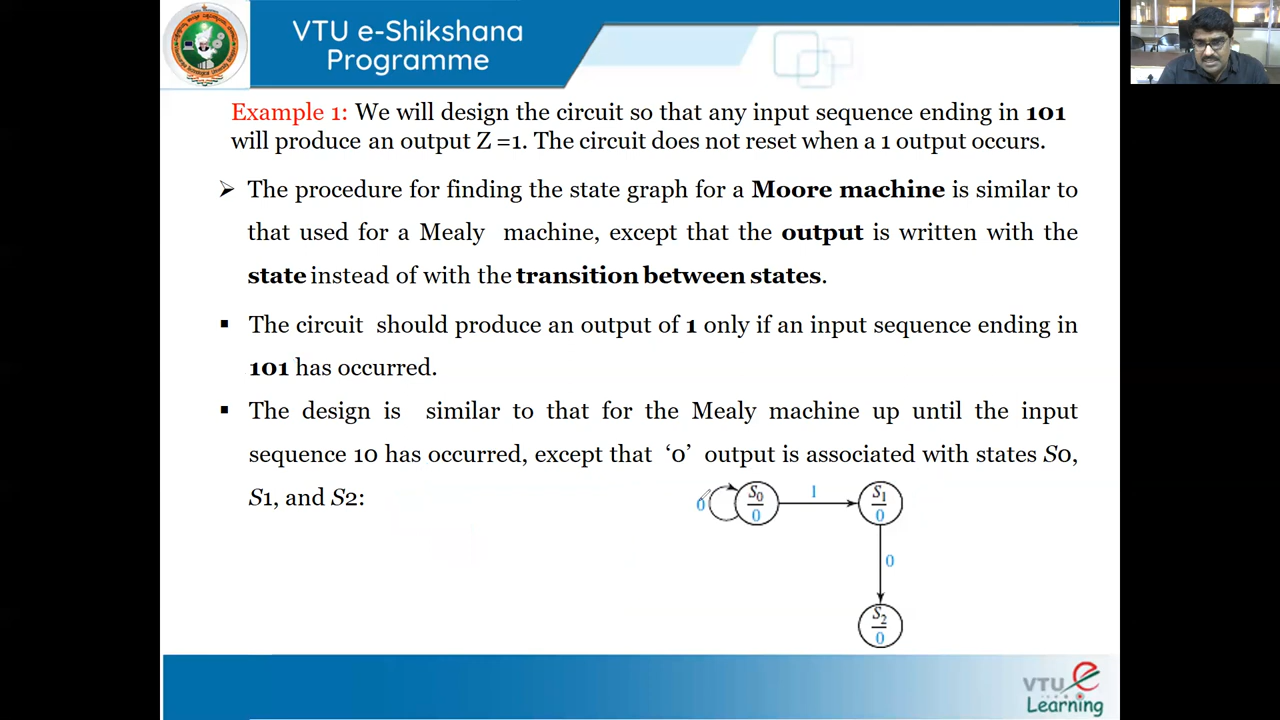 VTU e-Shikshana
Programme
Example 1: We will design the circuit so that any input sequence ending in 101
will produce an output Z =1. The circuit does not reset when a 1 output occurs.
➢ The procedure for finding the state graph for a Moore machine is similar to
that used for a Mealy machine, except that the output is written with the
state instead of with the transition between states.
▪ The circuit should produce an output of 1 only if an input sequence ending in
101 has occurred.
▪ The design is similar to that for the Mealy machine up until the input
sequence 10 has occurred, except that ‘0’ output is associated with states S0,
S1, and S2:
0 S0 1 S1
0 0
0
S2
0
VTU e
Learning